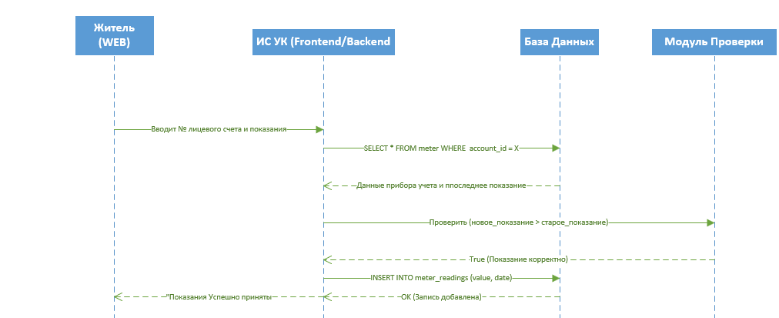 Житель
(WEB)
ИС УК (Frontend/Backend
База Данных
Модуль Проверки
Вводит № лицевого счета и показания
SELECT * FROM meter WHERE account_id = X
Данные прибора учета и ппоследнее показание
Проверить (новое_показание > старое_показание)
True (Показание корректно)
INSERT INTO meter_readings (value, date)
"Показания Успешно приняты
ОК (Запись добавлена)